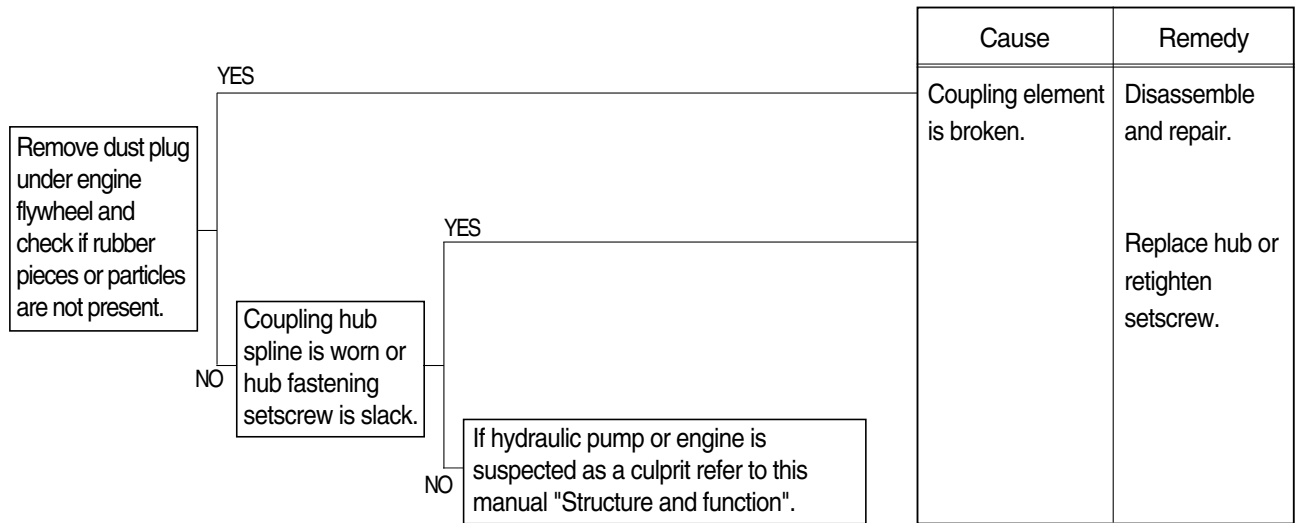 Cause
Remedy
YES
Coupling element
is broken.
Disassemble
and repair.
Remove dust plug
under engine
flywheel and
check if rubber
pieces or particles
are not present.
YES
Replace hub or
retighten
setscrew.
NO
Coupling hub
spline is worn or
hub fastening
setscrew is slack.
NO
If hydraulic pump or engine is
suspected as a culprit refer to this
manual "Structure and function".